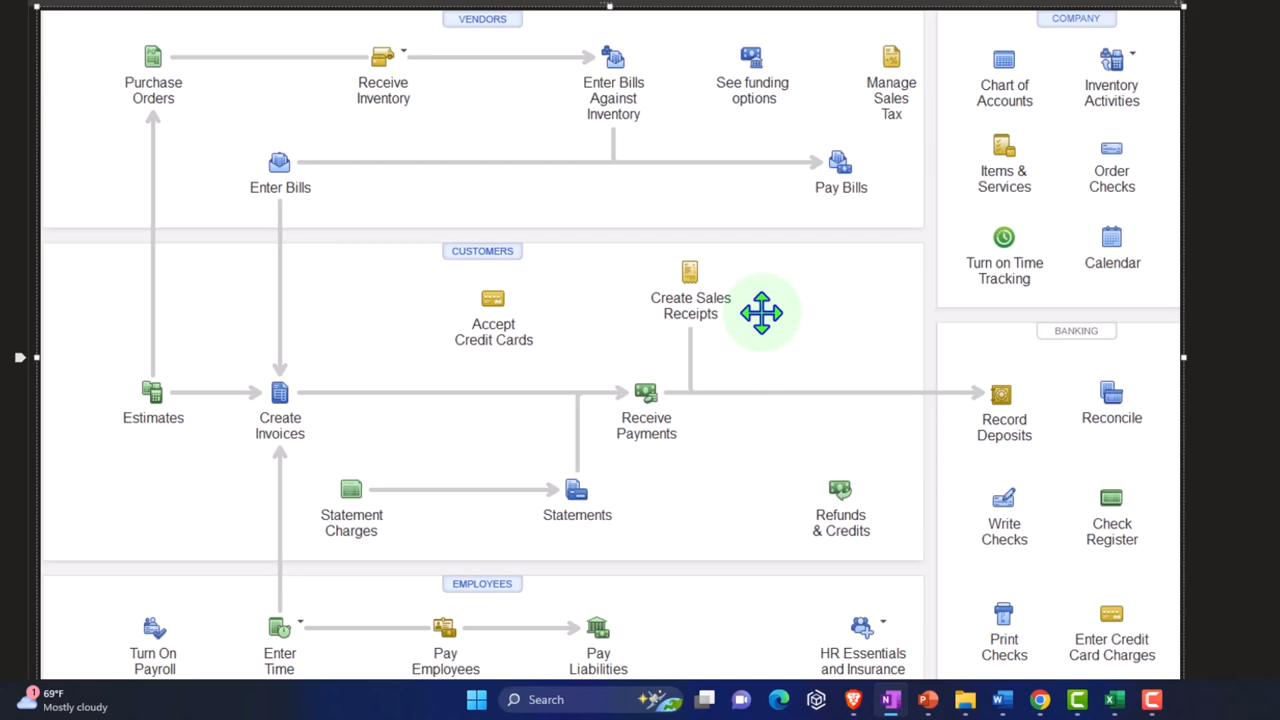 VENDORS
Purchase
Orders
Receive
Inventory
Enter Bills
Against
Inventory
See funding
options
Manage
Sales
Tax
Enter Bills
Pay Bills
COMPANY
Chart of
Accounts
Inventory
Activities
Items &
Services
Order
Checks
Turn on Time
Tracking
Calendar
CUSTOMERS
Create Sales
Receipts
Accept
Credit Cards
Estimates
Create
Invoices
Receive
Payments
Statement
Charges
Statements
Refunds
& Credits
BANKING
Record
Deposits
Reconcile
Write
Checks
Check
Register
Print
Checks
Enter Credit
Card Charges
EMPLOYEES
Turn On
Payroll
Enter
Time
Pay
Employees
Pay
Liabilities
HR Essentials
and Insurance
1
69°F
Mostly cloudy
Search